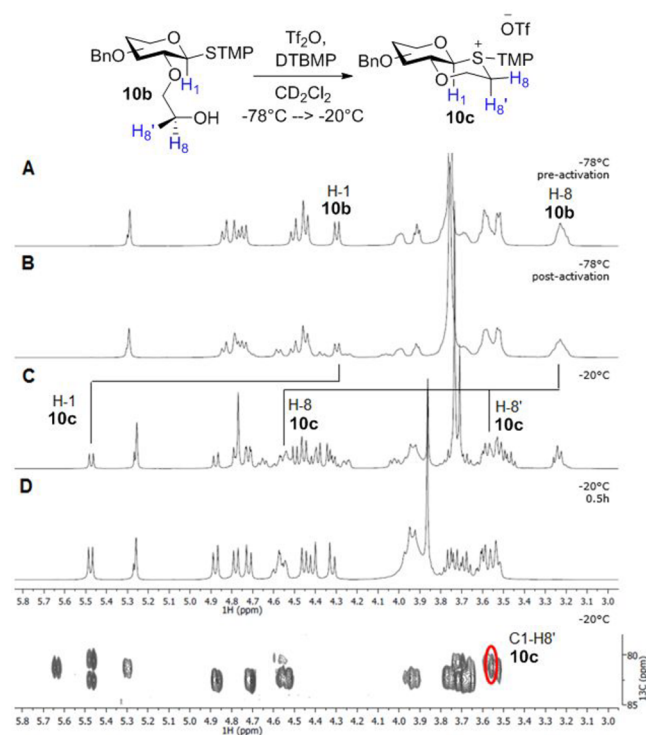 BnO
O
STMP
O
H1
10b
OH
H8'
H8
Tf2O,
DTBMP
CD2Cl2
-78°C --> -20°C
−
OTf
BnO
O
S+
TMP
O
H1
H8
H8'
10c
A
-78°C
pre-activation
H-1
10b
H-8
10b
B
-78°C
post-activation
C
-20°C
H-1
10c
H-8
10c
H-8'
10c
D
-20°C
0.5h
5.8 5.7 5.6 5.5 5.4 5.3 5.2 5.1 5.0 4.9 4.8 4.7 4.6 4.5 4.4 4.3 4.2 4.1 4.0 3.9 3.8 3.7 3.6 3.5 3.4 3.3 3.2 3.1 3.0
1H (ppm) 1H (ppm)
-20°C
C1-H8'
10c
80
85
13C (ppm)
5.8 5.7 5.6 5.5 5.4 5.3 5.2 5.1 5.0 4.9 4.8 4.7 4.6 4.5 4.4 4.3 4.2 4.1 4.0 3.9 3.8 3.7 3.6 3.5 3.4 3.3 3.2 3.1 3.0
1H (ppm) 1H (ppm)